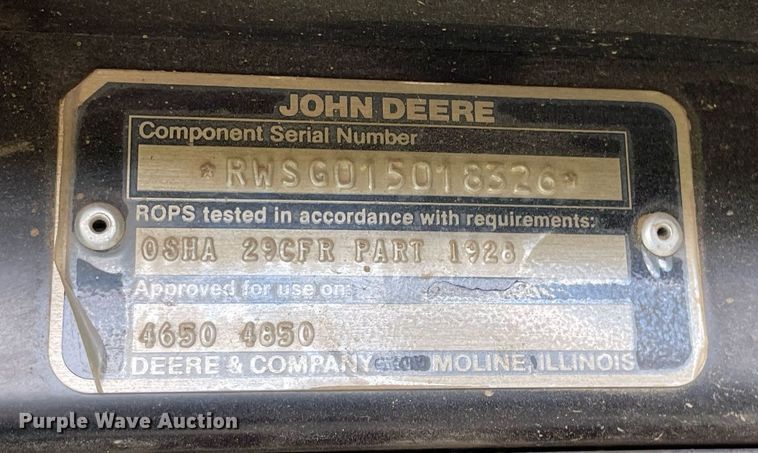 JOHN DEERE
Component Serial Number
*RWSG015018326*
ROPS tested in accordance with requirements:
OSHA 29CFR PART 1928
Approved for use on:
4650 4850
DEERE & COMPANY MOLINE, ILLINOIS
Purple Wave Auction